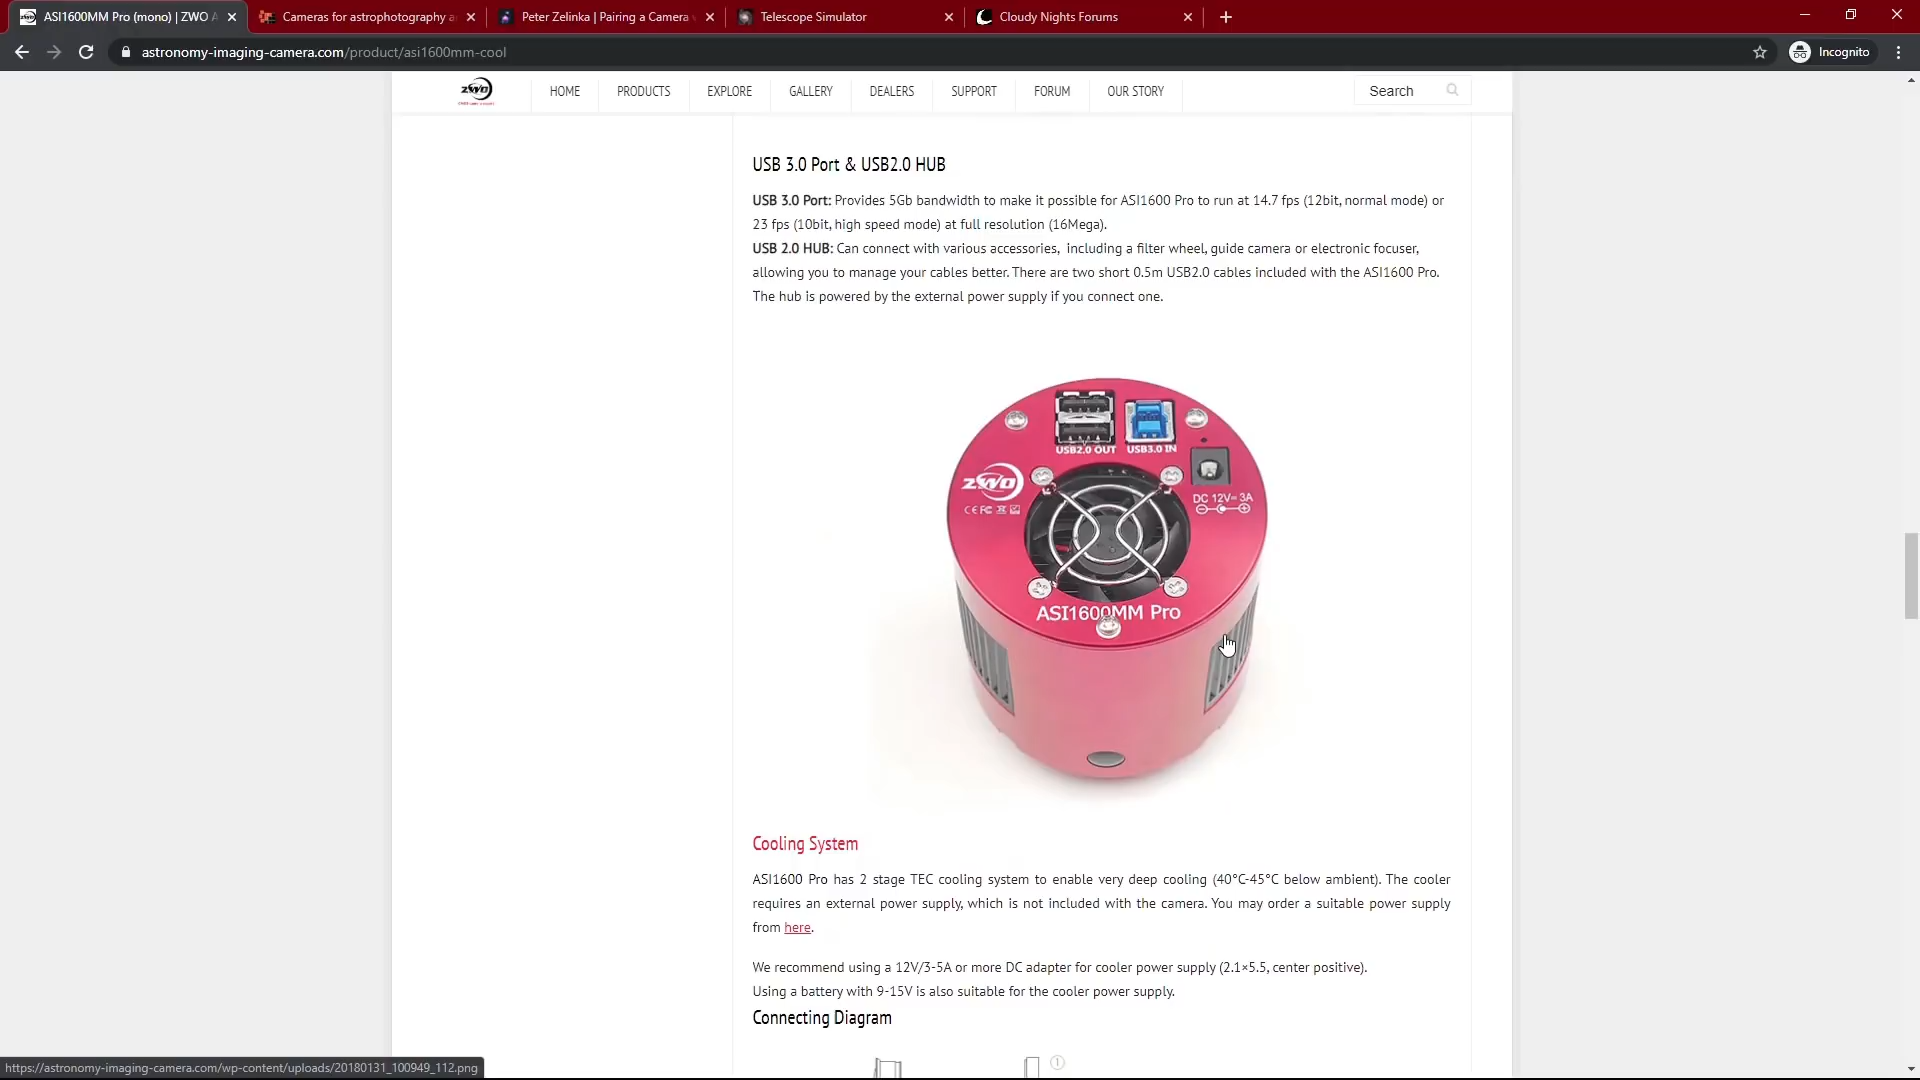 ASI1600MM Pro (mono) | ZWO A
Cameras for astrophotography a
Peter Zelinka | Pairing a Camera
Telescope Simulator
Cloudy Nights Forums
astronomy-imaging-camera.com/product/asi1600mm-cool
Incognito
ZWO
HOME
PRODUCTS
EXPLORE
GALLERY
DEALERS
SUPPORT
FORUM
OUR STORY
Search
USB 3.0 Port & USB2.0 HUB
USB 3.0 Port: Provides 5Gb bandwidth to make it possible for ASI1600 Pro to run at 14.7 fps (12bit, normal mode) or
23 fps (10bit, high speed mode) at full resolution (16Mega).
USB 2.0 HUB: Can connect with various accessories, including a filter wheel, guide camera or electronic focuser,
allowing you to manage your cables better. There are two short 0.5m USB2.0 cables included with the ASI1600 Pro.
The hub is powered by the external power supply if you connect one.
USB2.0 OUT
USB3.0 IN
ZWO
CE FC
DC 12V= 3A
ASI1600MM Pro
Cooling System
ASI1600 Pro has 2 stage TEC cooling system to enable very deep cooling (40°C-45°C below ambient). The cooler
requires an external power supply, which is not included with the camera. You may order a suitable power supply
from here.
We recommend using a 12V/3-5A or more DC adapter for cooler power supply (2.1×5.5, center positive).
Using a battery with 9-15V is also suitable for the cooler power supply.
Connecting Diagram
1
https://astronomy-imaging-camera.com/wp-content/uploads/20180131_100949_112.png